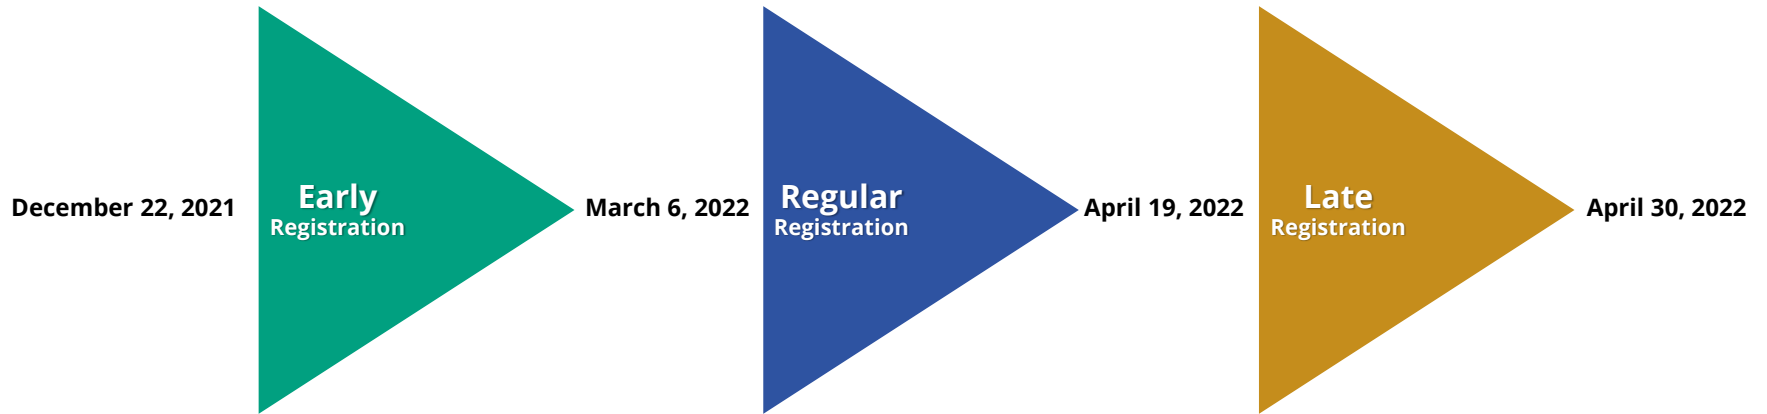 December 22, 2021
Early
Registration
March 6, 2022
Regular
Registration
April 19, 2022
Late
Registration
April 30, 2022